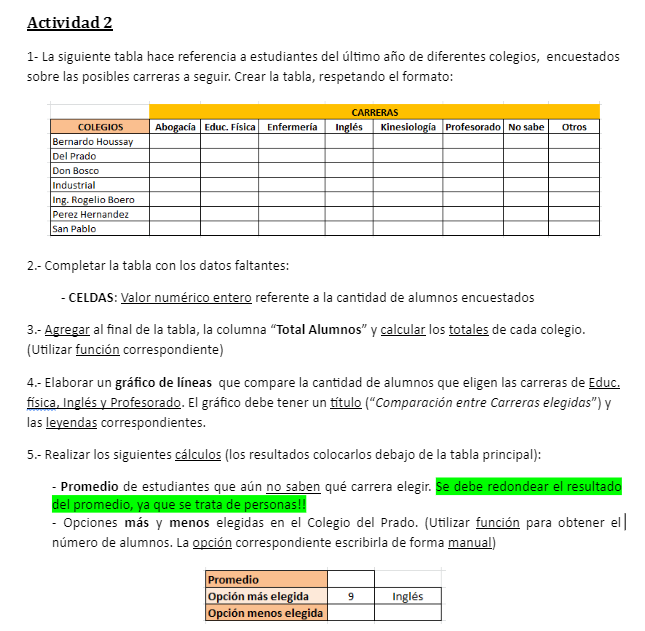 Actividad 2
1- La siguiente tabla hace referencia a estudiantes del último año de diferentes colegios, encuestados
sobre las posibles carreras a seguir. Crear la tabla, respetando el formato:
CARRERAS
COLEGIOS Abogacía Educ. Física Enfermería Inglés Kinesiología Profesorado No sabe Otros
Bernardo Houssay
Del Prado
Don Bosco
Industrial
Ing. Rogelio Boero
Perez Hernandez
San Pablo
2.- Completar la tabla con los datos faltantes:
- CELDAS: Valor numérico entero referente a la cantidad de alumnos encuestados
3.- Agregar al final de la tabla, la columna “Total Alumnos” y calcular los totales de cada colegio.
(Utilizar función correspondiente)
4.- Elaborar un gráfico de líneas que compare la cantidad de alumnos que eligen las carreras de Educ.
física, Inglés y Profesorado. El gráfico debe tener un título (“Comparación entre Carreras elegidas”) y
las leyendas correspondientes.
5.- Realizar los siguientes cálculos (los resultados colocarlos debajo de la tabla principal):
- Promedio de estudiantes que aún no saben qué carrera elegir. Se debe redondear el resultado
del promedio, ya que se trata de personas!!
- Opciones más y menos elegidas en el Colegio del Prado. (Utilizar función para obtener el
número de alumnos. La opción correspondiente escribirla de forma manual)
Promedio
Opción más elegida 9 Inglés
Opción menos elegida